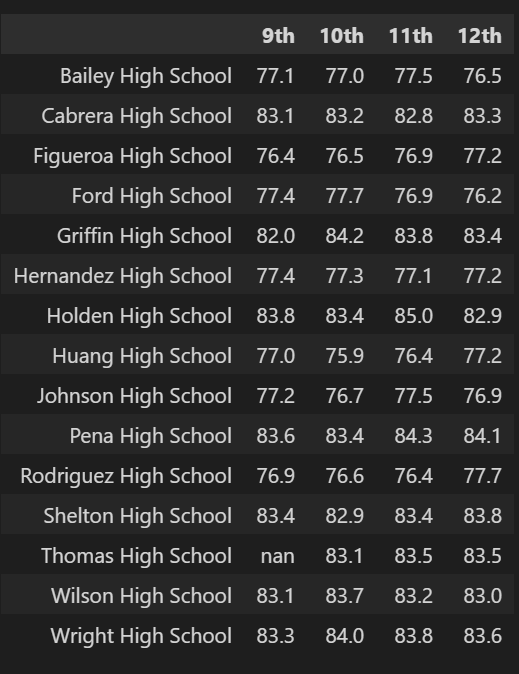 9th 10th 11th 12th
Bailey High School 77.1 77.0 77.5 76.5
Cabrera High School 83.1 83.2 82.8 83.3
Figueroa High School 76.4 76.5 76.9 77.2
Ford High School 77.4 77.7 76.9 76.2
Griffin High School 82.0 84.2 83.8 83.4
Hernandez High School 77.4 77.3 77.1 77.2
Holden High School 83.8 83.4 85.0 82.9
Huang High School 77.0 75.9 76.4 77.2
Johnson High School 77.2 76.7 77.5 76.9
Pena High School 83.6 83.4 84.3 84.1
Rodriguez High School 76.9 76.6 76.4 77.7
Shelton High School 83.4 82.9 83.4 83.8
Thomas High School nan 83.1 83.5 83.5
Wilson High School 83.1 83.7 83.2 83.0
Wright High School 83.3 84.0 83.8 83.6